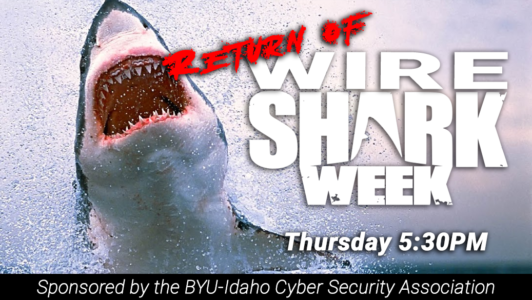 RETURN OF
WIRE
SHARK
WEEK
Thursday 5:30PM
Sponsored by the BYU-Idaho Cyber Security Association